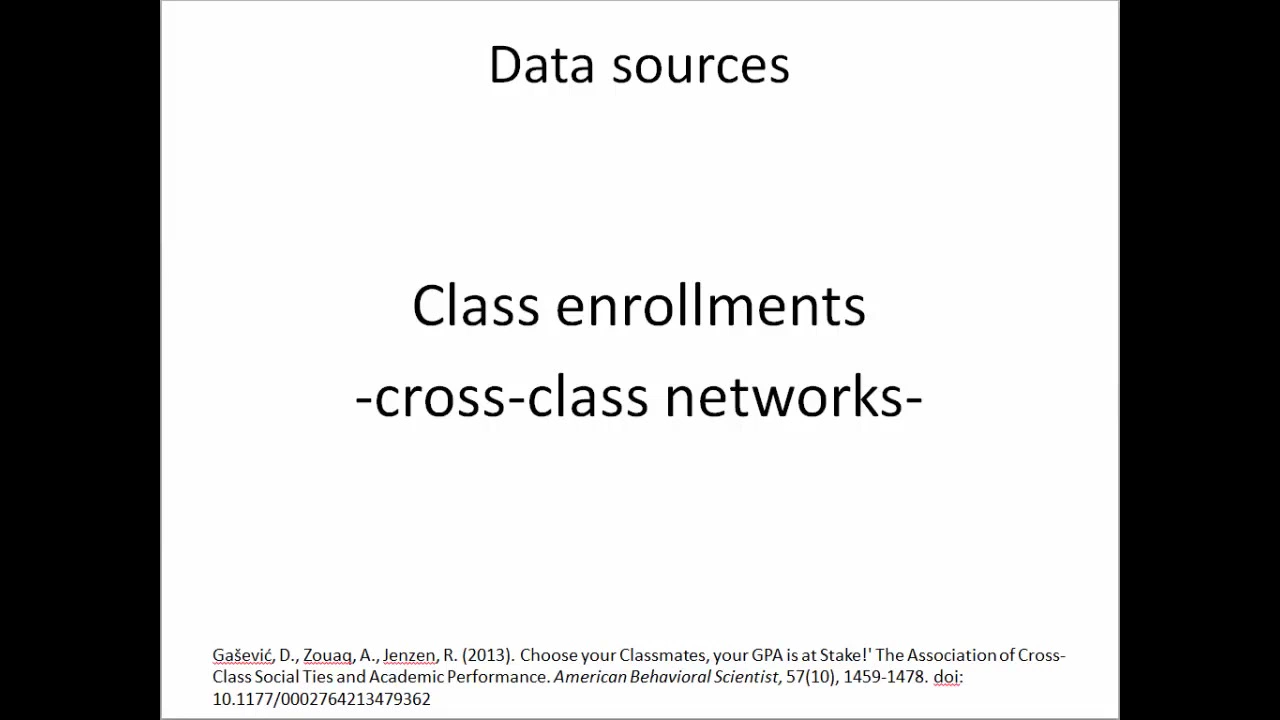 Data sources
Class enrollments
-cross-class networks-
Gašević, D., Zouaq, A., Jenzen, R. (2013). Choose your Classmates, your GPA is at Stake!' The Association of Cross-
Class Social Ties and Academic Performance. American Behavioral Scientist, 57(10), 1459-1478. doi:
10.1177/0002764213479362